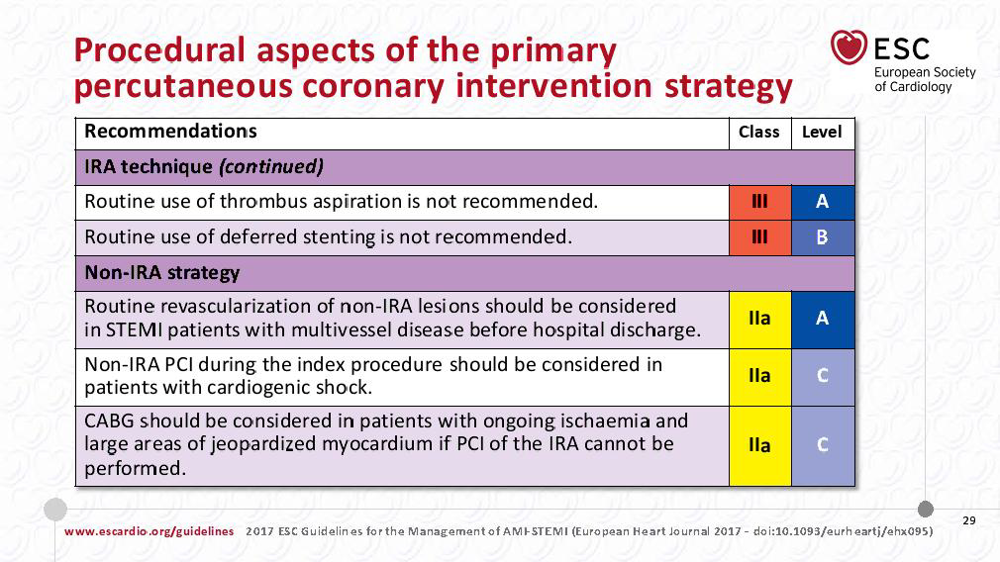 Procedural aspects of the primary
percutaneous coronary intervention strategy
ESC
European Society
of Cardiology
Recommendations Class Level
IRA technique (continued)
Routine use of thrombus aspiration is not recommended. III A
Routine use of deferred stenting is not recommended. III B
Non-IRA strategy
Routine revascularization of non-IRA lesions should be considered
in STEMI patients with multivessel disease before hospital discharge. IIa A
Non-IRA PCI during the index procedure should be considered in
patients with cardiogenic shock. IIa C
CABG should be considered in patients with ongoing ischaemia and
large areas of jeopardized myocardium if PCI of the IRA cannot be
performed. IIa C
29
www.escardio.org/guidelines 2017 ESC Guidelines for the Management of AMI-STEMI (European Heart Journal 2017 - doi:10.1093/eurheartj/ehx095)